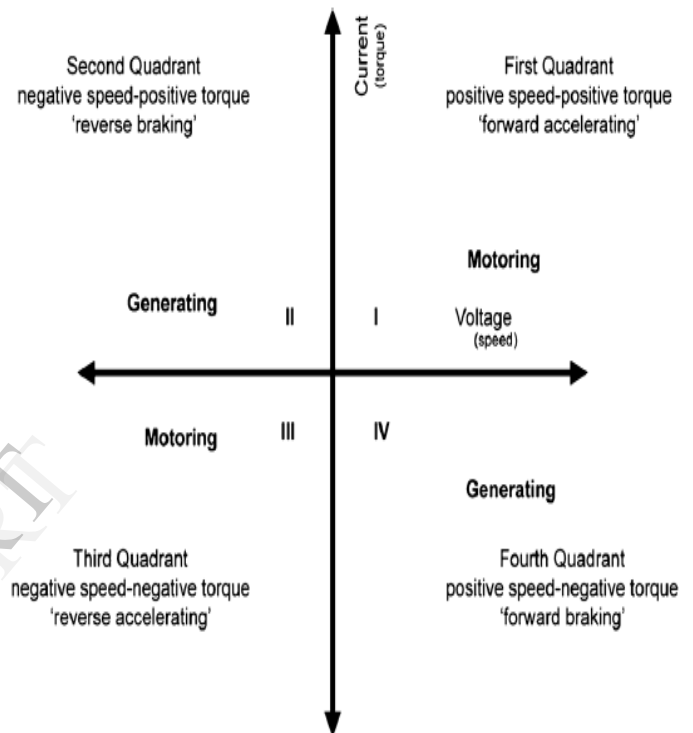 Second Quadrant
negative speed-positive torque
'reverse braking'
Current
(torque)
First Quadrant
positive speed-positive torque
'forward accelerating'
Generating
II
I
Motoring
Voltage
(speed)
Motoring
III
IV
Generating
Third Quadrant
negative speed-negative torque
'reverse accelerating'
Fourth Quadrant
positive speed-negative torque
'forward braking'